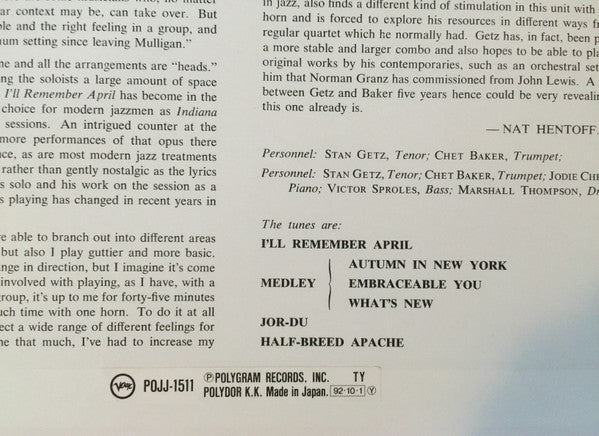 lar context may be, can take over. But
ole and the right feeling in a group, and
num setting since leaving Mulligan."
ne and all the arrangements are "heads."
ing the soloists a large amount of space
I'll Remember April has become in the
choice for modern jazzmen as Indiana
sessions. An intrigued counter at the
more performances of that opus there
nce, as are most modern jazz treatments
rather than gently nostalgic as the lyrics
s solo and his work on the session as a
s playing has changed in recent years in
re able to branch out into different areas
but also I play guttier and more basic.
nge in direction, but I imagine it's come
involved with playing, as I have, with a
group, it's up to me for forty-five minutes
uch time with one horn. To do it at all
ect a wide range of different feelings for
me that much, I've had to increase my
in jazz, also finds a different kind of stimulation in this unit with
horn and is forced to explore his resources in different ways fr
regular quartet which he normally had. Getz has, in fact, been p
a more stable and larger combo and also hopes to be able to pla
original works by his contemporaries, such as an orchestral set
him that Norman Granz has commissioned from John Lewis. A
between Getz and Baker five years hence could be very revealin
this one already is.
— NAT HENTOFF.
Personnel: STAN GETZ, Tenor; CHET BAKER, Trumpet;
Personnel: STAN GETZ, Tenor; CHET BAKER, Trumpet; JODIE CHR
Piano; VICTOR SPROLES, Bass; MARSHALL THOMPSON, Dr
The tunes are:
I'LL REMEMBER APRIL
AUTUMN IN NEW YORK
MEDLEY EMBRACEABLE YOU
WHAT'S NEW
JOR-DU
HALF-BREED APACHE
Verve POJJ-1511 ℗POLYGRAM RECORDS. INC. TY
POLYDOR K.K. Made in Japan. 92·10·1 Ⓨ